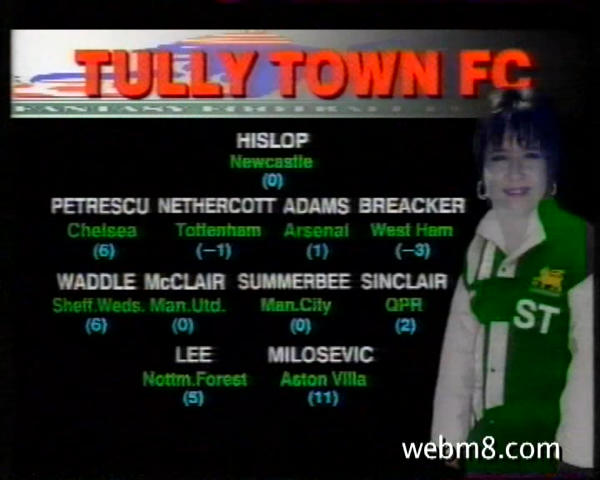 TULLY TOWN FC
FANTASY FOOTBALL
HISLOP
Newcastle
(0)
PETRESCU NETHERCOTT ADAMS BREACKER
Chelsea Tottenham Arsenal West Ham
(6) (-1) (1) (-3)
WADDLE McCLAIR SUMMERBEE SINCLAIR
Sheff.Weds. Man.Utd. Man.City QPR
(6) (0) (0) (2)
LEE MILOSEVIC
Nottm.Forest Aston Villa
(5) (11)
ST
webm8.com